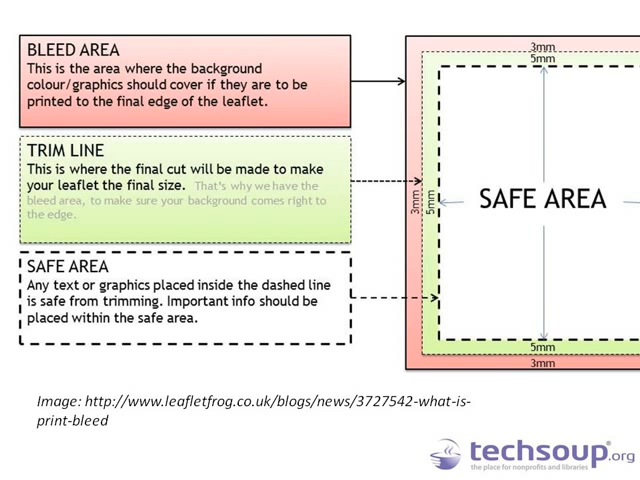 BLEED AREA
This is the area where the background
colour/graphics should cover if they are to be
printed to the final edge of the leaflet.
TRIM LINE
This is where the final cut will be made to make
your leaflet the final size. That's why we have the
bleed area, to make sure your background comes right to
the edge.
SAFE AREA
Any text or graphics placed inside the dashed line
is safe from trimming. Important info should be
placed within the safe area.
3mm
5mm
3mm
5mm
SAFE AREA
5mm
3mm
Image: http://www.leafletfrog.co.uk/blogs/news/3727542-what-is-
print-bleed
techsoup.org
the place for nonprofits and libraries